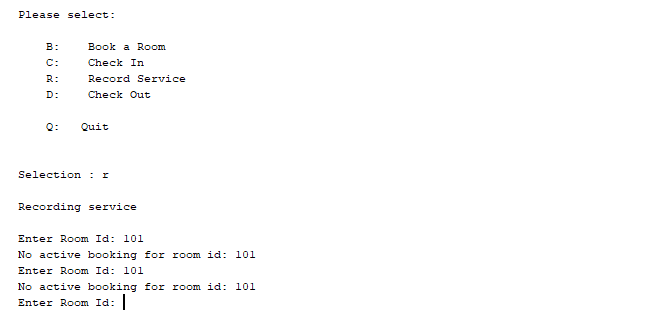 Please select:
B: Book a Room
C: Check In
R: Record Service
D: Check Out
Q: Quit
Selection : r
Recording service
Enter Room Id: 101
No active booking for room id: 101
Enter Room Id: 101
No active booking for room id: 101
Enter Room Id: